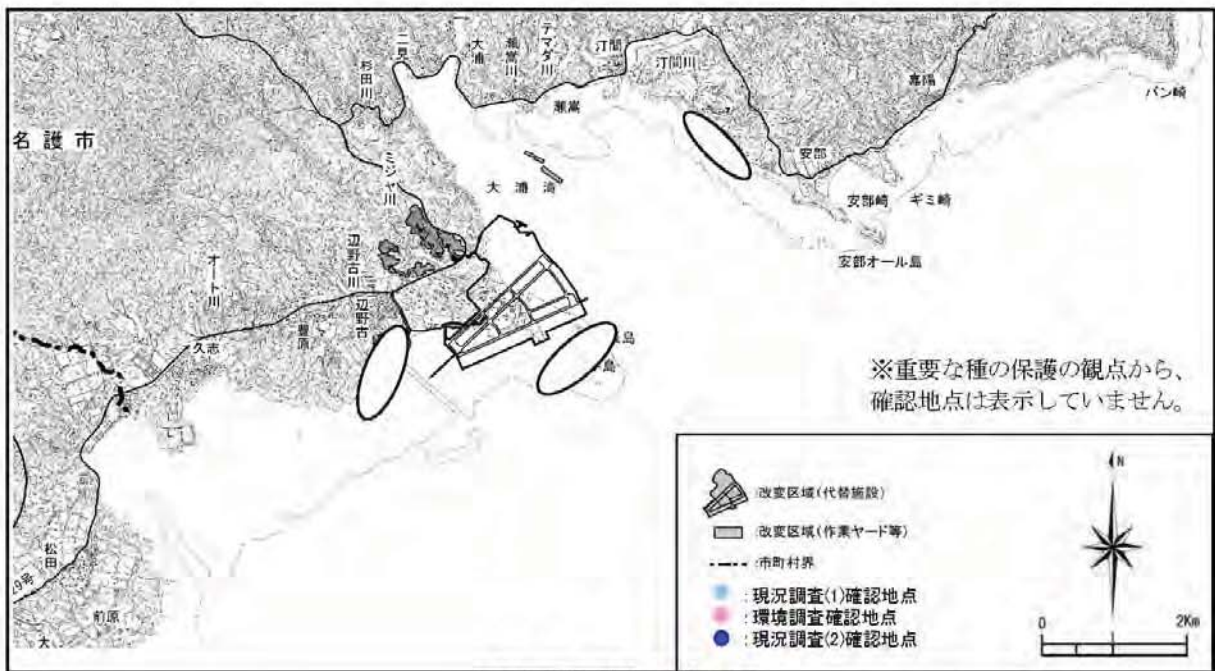 名護市
杉田川
二見
大浦
瀬嵩川
テマダ川
汀間
汀間川
瀬嵩
嘉陽
バン崎
安部
安部崎
ギミ崎
安部オール島
大浦湾
ミジャ川
辺野古川
辺野古
オート川
豊原
久志
島
島
松田
29号
前原
大
※重要な種の保護の観点から、
確認地点は表示していません。
:改変区域(代替施設)
:改変区域(作業ヤード等)
:市町村界
:現況調査(1)確認地点
:環境調査確認地点
:現況調査(2)確認地点
N
0 2Km